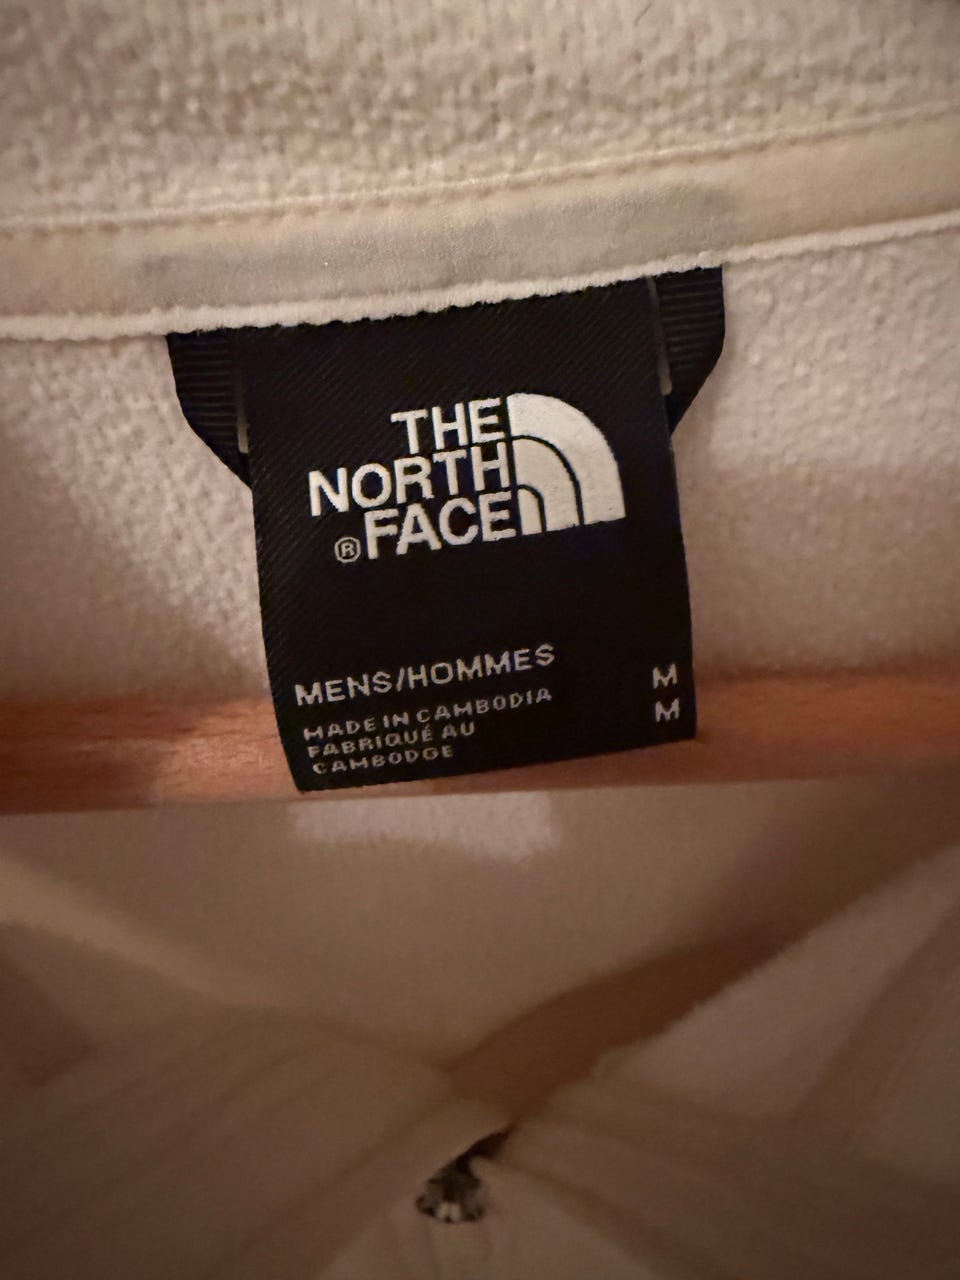 THE
NORTH
FACE
®
MENS/HOMMES M
MADE IN CAMBODIA M
FABRIQUÉ AU
CAMBODGE